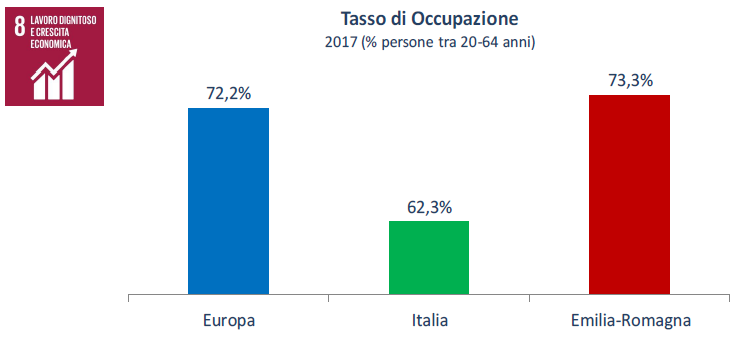 8 LAVORO DIGNITOSO
E CRESCITA
ECONOMICA
Tasso di Occupazione
2017 (% persone tra 20-64 anni)
72,2%
62,3%
73,3%
Europa
Italia
Emilia-Romagna